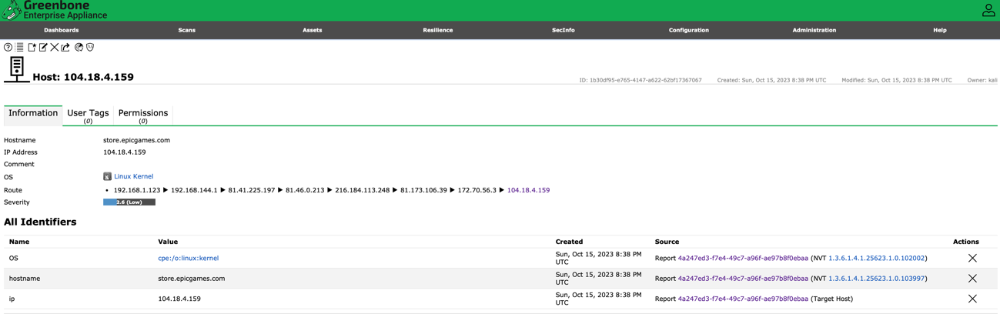 Greenbone
Enterprise Appliance
Dashboards Scans Assets Resilience SecInfo Configuration Administration Help
Host: 104.18.4.159
ID: 1b30df95-e765-4147-a622-62bf17367067 Created: Sun, Oct 15, 2023 8:38 PM UTC Modified: Sun, Oct 15, 2023 8:38 PM UTC Owner: kali
Information User Tags Permissions
(0) (0)
Hostname store.epicgames.com
IP Address 104.18.4.159
Comment
OS Linux Kernel
Route • 192.168.1.123 ▶ 192.168.144.1 ▶ 81.41.225.197 ▶ 81.46.0.213 ▶ 216.184.113.248 ▶ 81.173.106.39 ▶ 172.70.56.3 ▶ 104.18.4.159
Severity 2.6 (Low)
All Identifiers
Name Value Created Source Actions
OS cpe:/o:linux:kernel Sun, Oct 15, 2023 8:38 PM Report 4a247ed3-f7e4-49c7-a96f-ae97b8f0ebaa (NVT 1.3.6.1.4.1.25623.1.0.102002)
UTC
hostname store.epicgames.com Sun, Oct 15, 2023 8:38 PM Report 4a247ed3-f7e4-49c7-a96f-ae97b8f0ebaa (NVT 1.3.6.1.4.1.25623.1.0.103997)
UTC
ip 104.18.4.159 Sun, Oct 15, 2023 8:38 PM Report 4a247ed3-f7e4-49c7-a96f-ae97b8f0ebaa (Target Host)
UTC